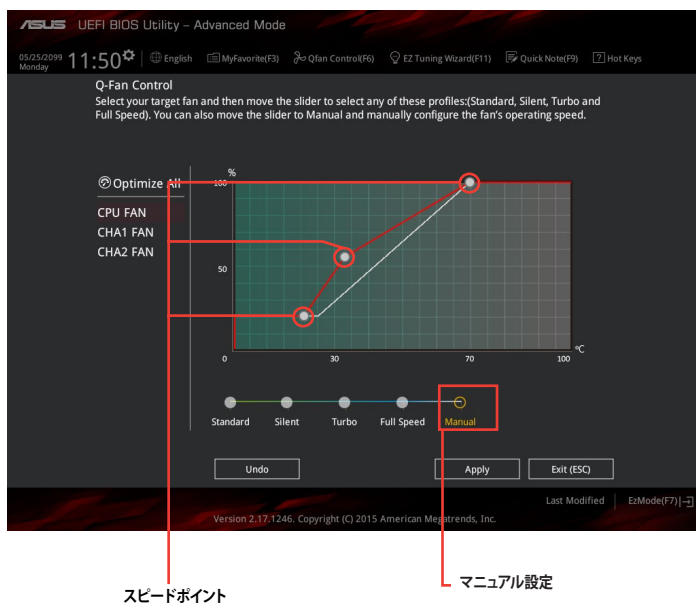 ASUS UEFI BIOS Utility – Advanced Mode
05/25/2099 Monday 11:50 English MyFavorite(F3) Qfan Control(F6) EZ Tuning Wizard(F11) Quick Note(F9) ? Hot Keys
Q-Fan Control
Select your target fan and then move the slider to select any of these profiles:(Standard, Silent, Turbo and
Full Speed). You can also move the slider to Manual and manually configure the fan's operating speed.
Optimize All
CPU FAN
CHA1 FAN
CHA2 FAN
%
100
50
0 30 70 100 °C
Standard Silent Turbo Full Speed Manual
Undo Apply Exit (ESC)
Last Modified EzMode(F7)
Version 2.17.1246. Copyright (C) 2015 American Megatrends, Inc.
マニュアル設定
スピードポイント